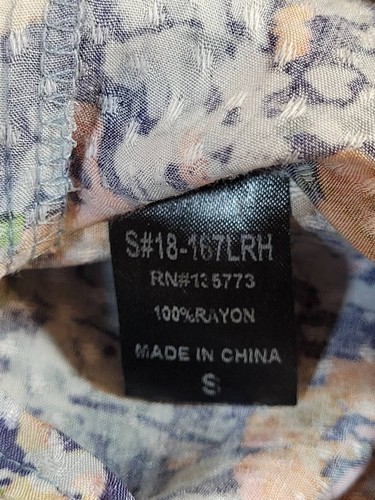 S#18-167LRH
RN#135773
100%RAYON
MADE IN CHINA
S